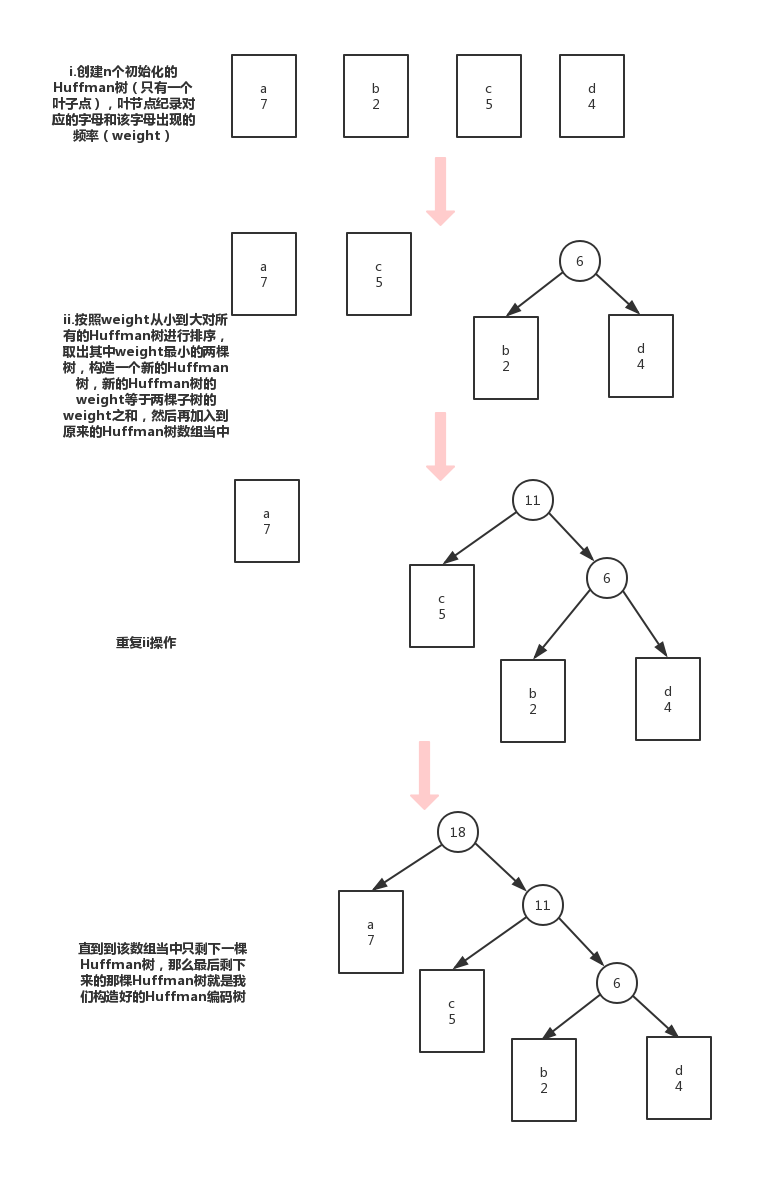 i.创建n个初始化的
Huffman树（只有一个
叶子点），叶节点纪录对
应的字母和该字母出现的
频率（weight）
a
7
b
2
c
5
d
4
a
7
c
5
6
b
2
d
4
ii.按照weight从小到大对所
有的Huffman树进行排序，
取出其中weight最小的两棵
树，构造一个新的Huffman
树，新的Huffman树的
weight等于两棵子树的
weight之和，然后再加入到
原来的Huffman树数组当中
a
7
11
c
5
6
b
2
d
4
重复ii操作
18
a
7
11
c
5
6
b
2
d
4
直到到该数组当中只剩下一棵
Huffman树，那么最后剩下
来的那棵Huffman树就是我
们构造好的Huffman编码树